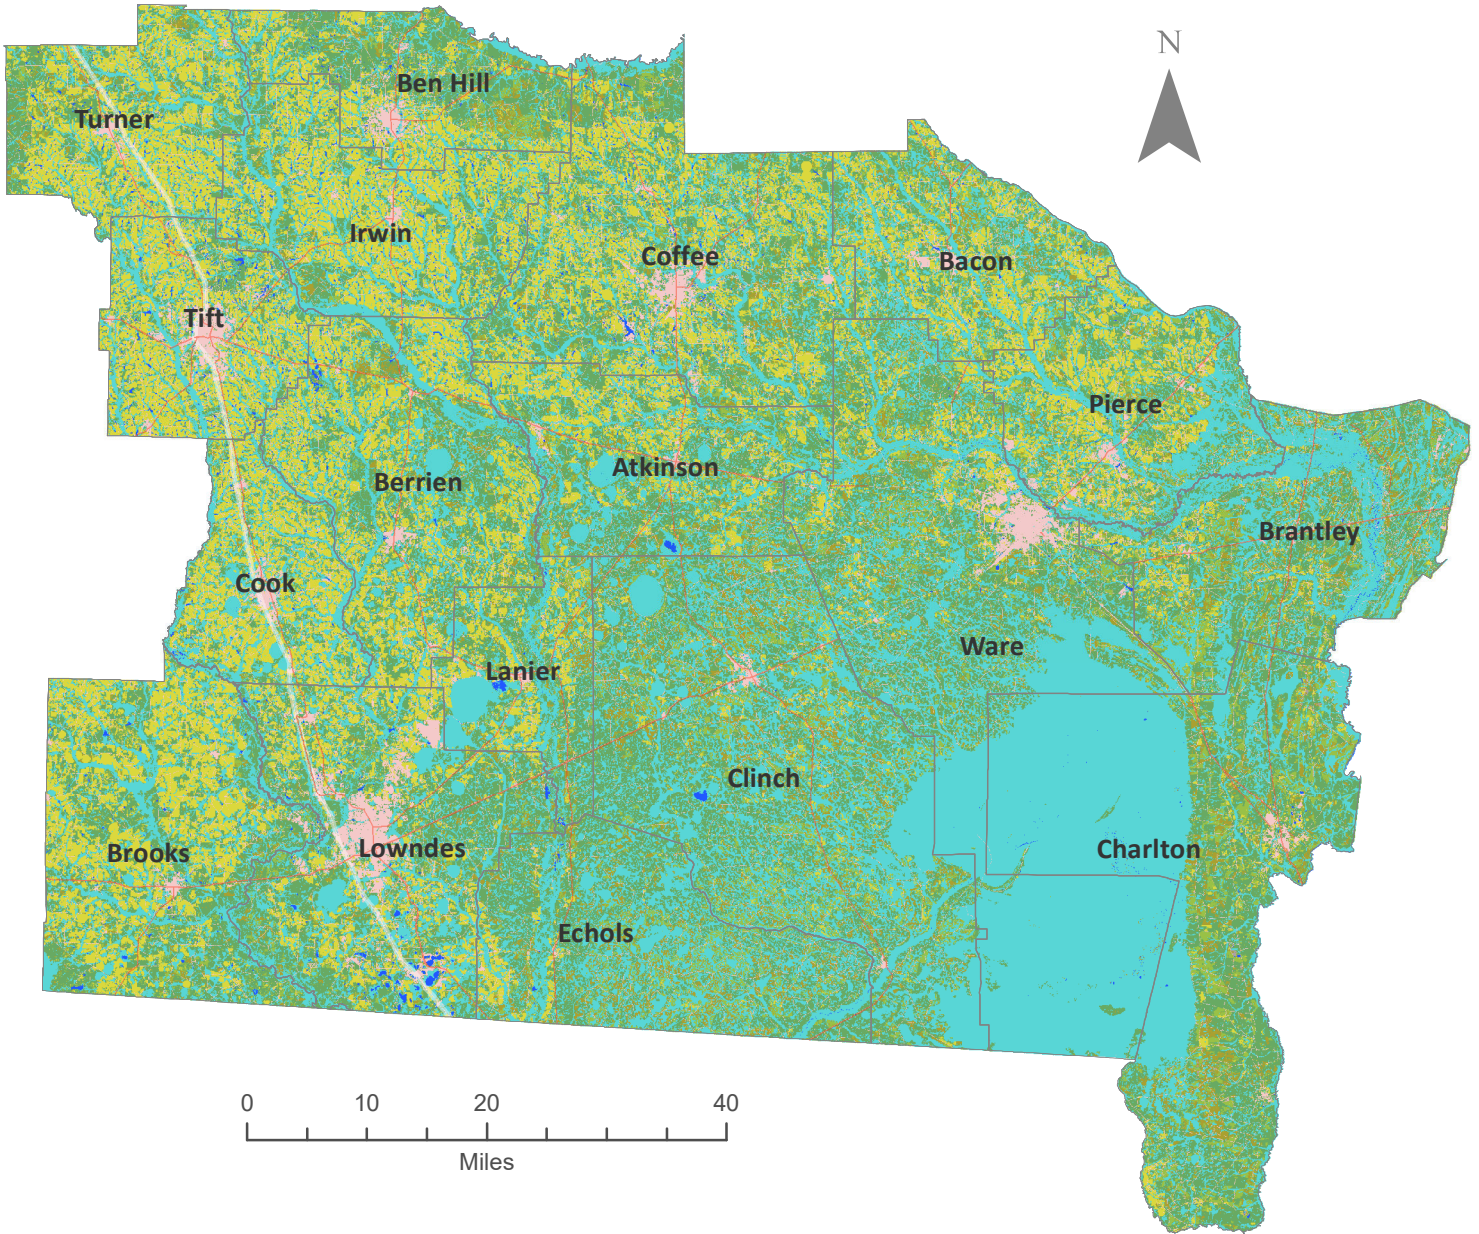 N
Ben Hill
Turner
Irwin
Coffee
Bacon
Tift
Pierce
Atkinson
Berrien
Brantley
Cook
Ware
Lanier
Clinch
Brooks
Lowndes
Charlton
Echols
0 10 20 40
Miles